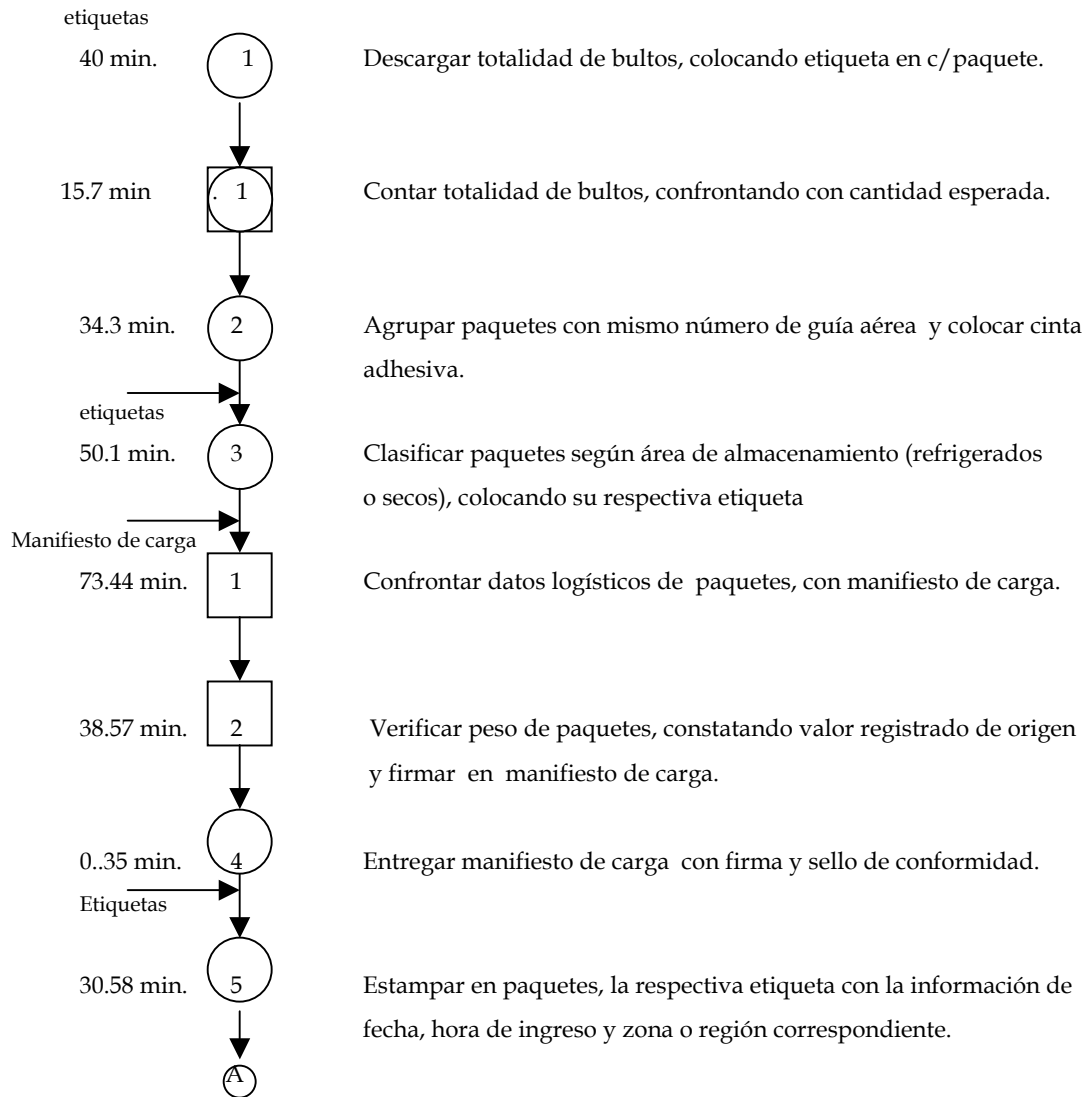 etiquetas
40 min. 1 Descargar totalidad de bultos, colocando etiqueta en c/paquete.
15.7 min . 1 Contar totalidad de bultos, confrontando con cantidad esperada.
34.3 min. 2 Agrupar paquetes con mismo número de guía aérea y colocar cinta
adhesiva.
etiquetas
50.1 min. 3 Clasificar paquetes según área de almacenamiento (refrigerados
o secos), colocando su respectiva etiqueta
Manifiesto de carga
73.44 min. 1 Confrontar datos logísticos de paquetes, con manifiesto de carga.
38.57 min. 2 Verificar peso de paquetes, constatando valor registrado de origen
y firmar en manifiesto de carga.
0..35 min. 4 Entregar manifiesto de carga con firma y sello de conformidad.
Etiquetas
30.58 min. 5 Estampar en paquetes, la respectiva etiqueta con la información de
fecha, hora de ingreso y zona o región correspondiente.
A